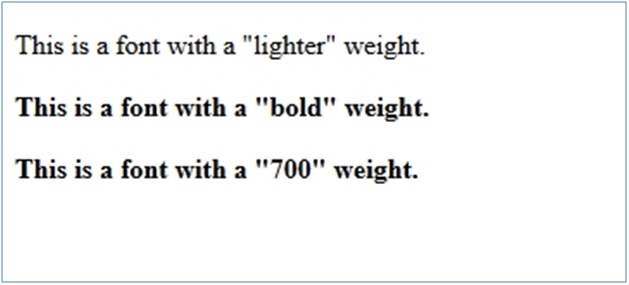 This is a font with a "lighter" weight.
This is a font with a "bold" weight.
This is a font with a "700" weight.